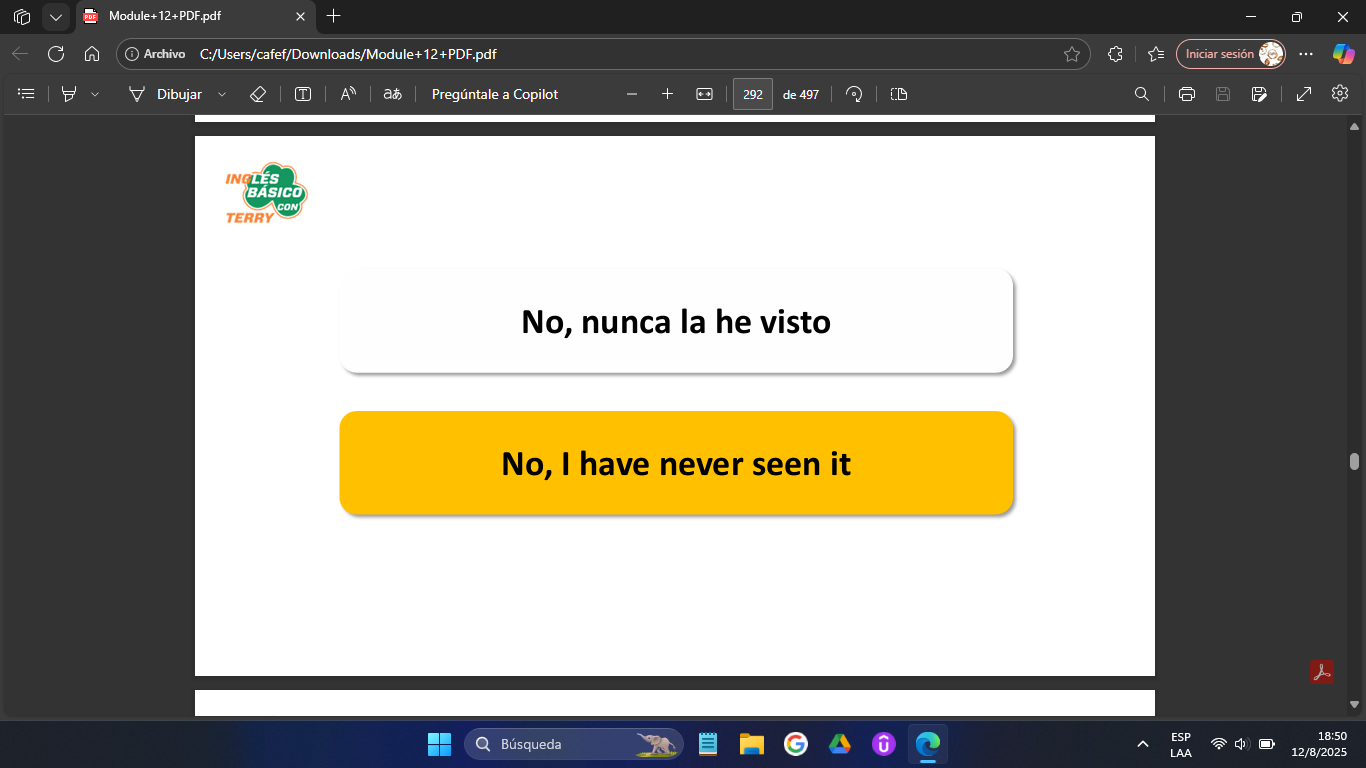 Module+12+PDF.pdf
Archivo C:/Users/cafef/Downloads/Module+12+PDF.pdf Iniciar sesión
Dibujar Pregúntale a Copilot 292 de 497
INGLÉS
BÁSICO
CON
TERRY
No, nunca la he visto
No, I have never seen it
Búsqueda
ESP
LAA
18:50
12/8/2025